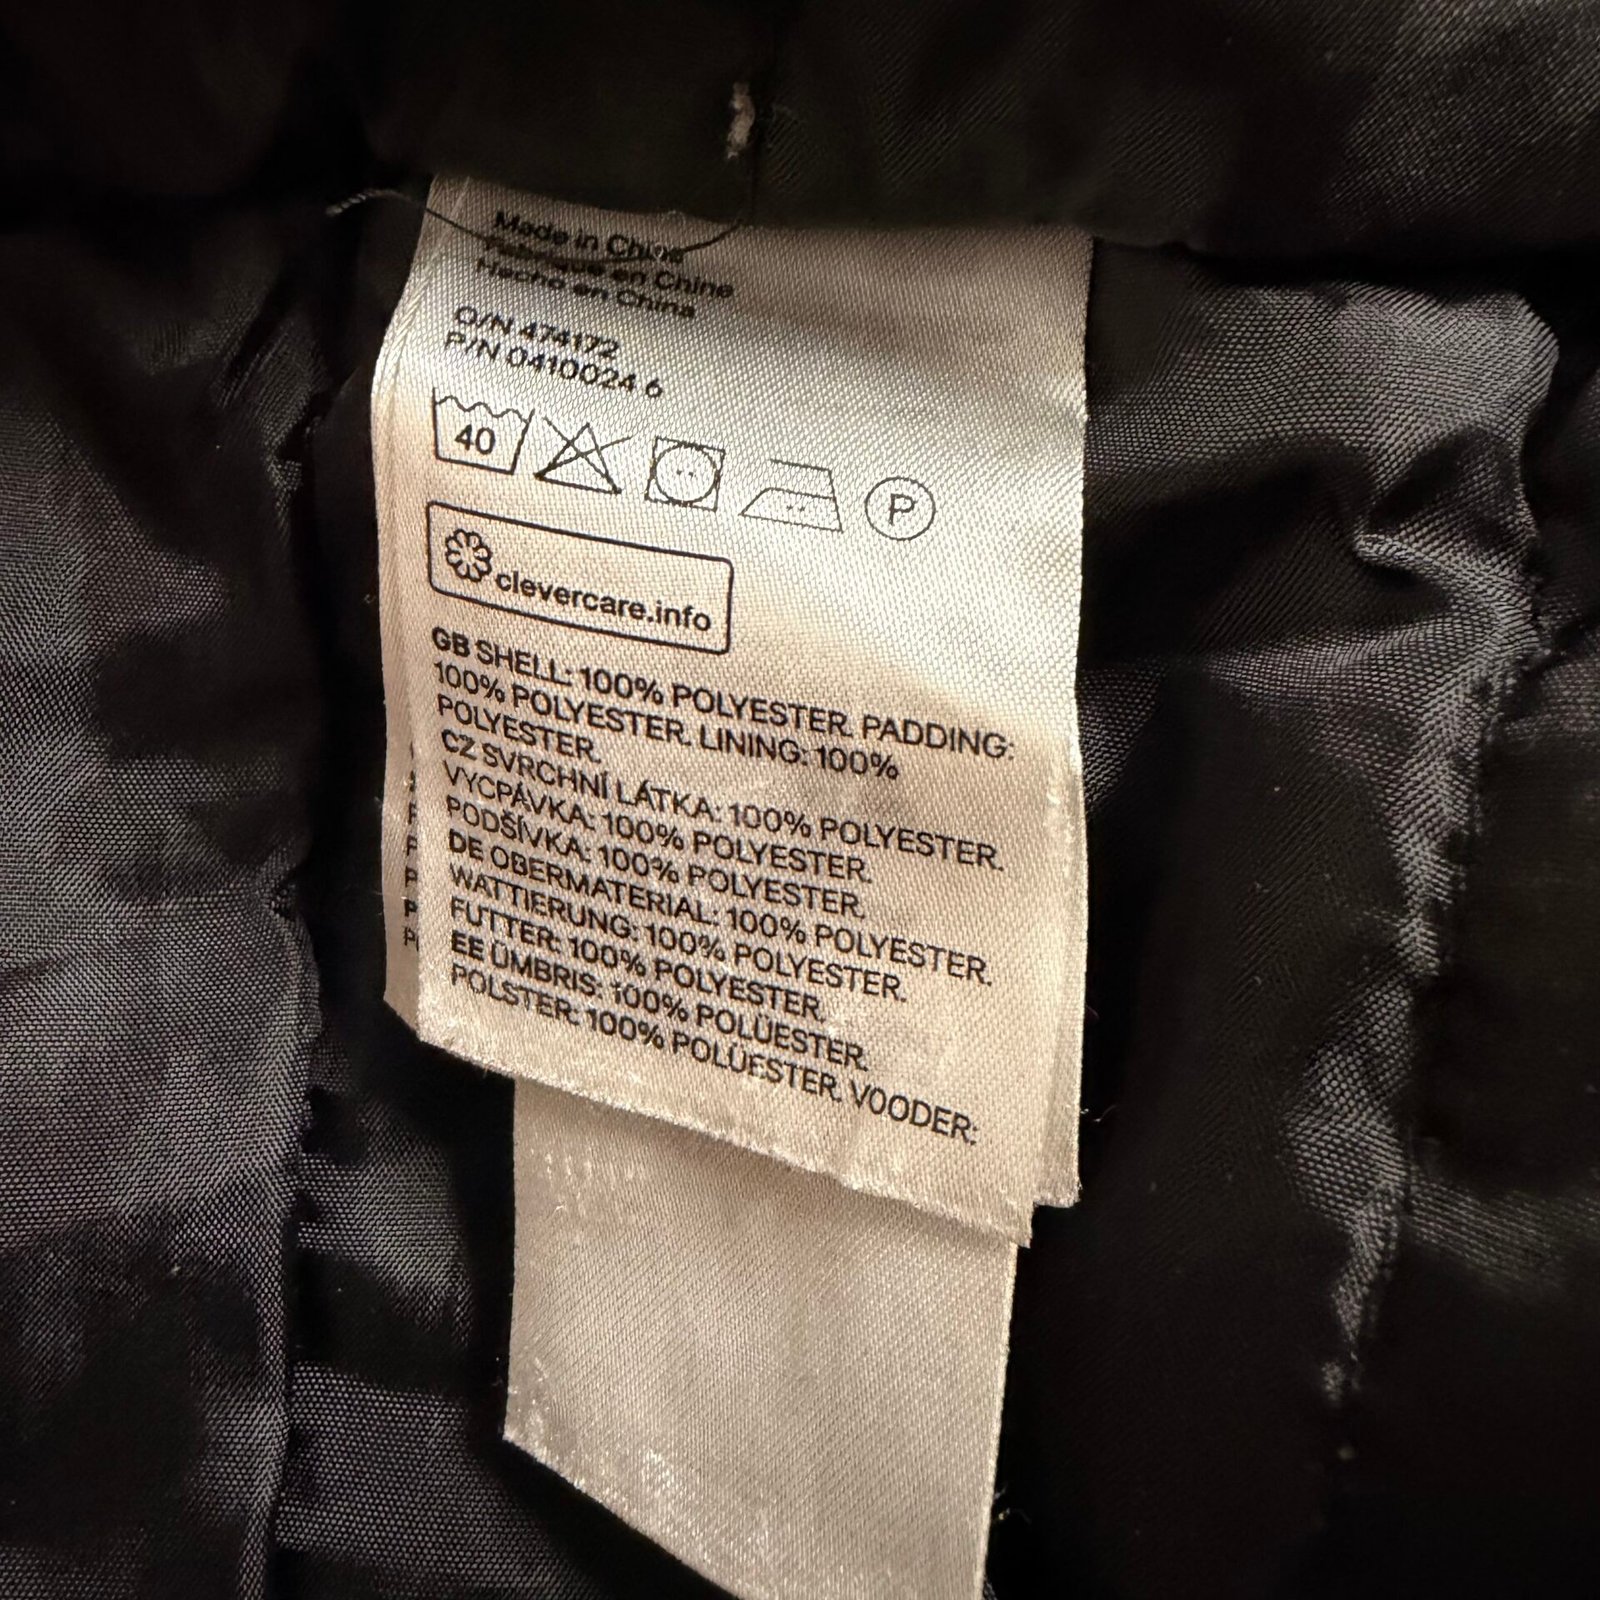 Made in China
Fabriqué en Chine
Hecho en China
O/N 474172
P/N 0410024 6
40
P
clevercare.info
GB SHELL: 100% POLYESTER. PADDING:
100% POLYESTER. LINING: 100%
POLYESTER.
CZ SVRCHNÍ LÁTKA: 100% POLYESTER.
VYCPÁVKA: 100% POLYESTER.
PODŠÍVKA: 100% POLYESTER.
DE OBERMATERIAL: 100% POLYESTER.
WATTIERUNG: 100% POLYESTER.
FUTTER: 100% POLYESTER.
EE ÜMBRIS: 100% POLÜESTER.
POLSTER: 100% POLÜESTER. VOODER: